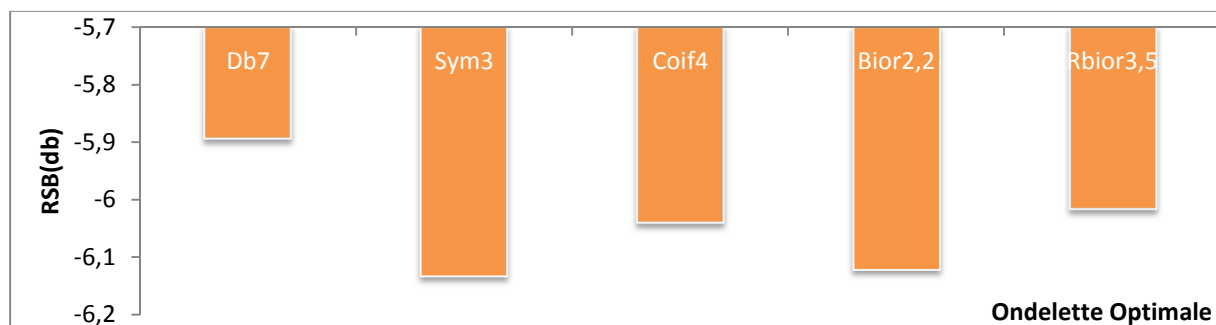 -5,7
-5,8
-5,9
-6
-6,1
-6,2
RSB(db)
Db7
Sym3
Coif4
Bior2,2
Rbior3,5
Ondelette Optimale